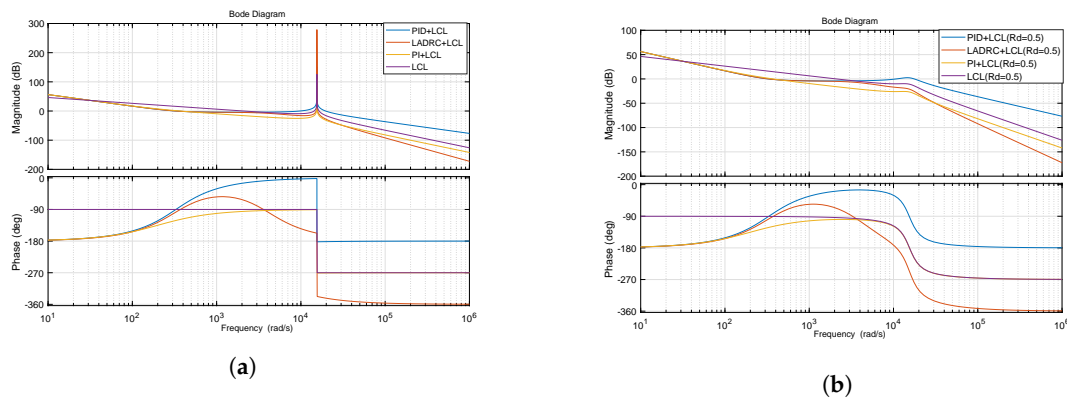 Bode Diagram
Magnitude (dB)
300
200
100
0
-100
-200
PID+LCL
LADRC+LCL
PI+LCL
LCL
Phase (deg)
0
-90
-180
-270
-360
10^1 10^2 10^3 10^4 10^5 10^6
Frequency (rad/s)
(a)
Bode Diagram
Magnitude (dB)
100
50
0
-50
-100
-150
-200
PID+LCL(Rd=0.5)
LADRC+LCL(Rd=0.5)
PI+LCL(Rd=0.5)
LCL(Rd=0.5)
Phase (deg)
0
-90
-180
-270
-360
10^1 10^2 10^3 10^4 10^5 10^6
Frequency (rad/s)
(b)